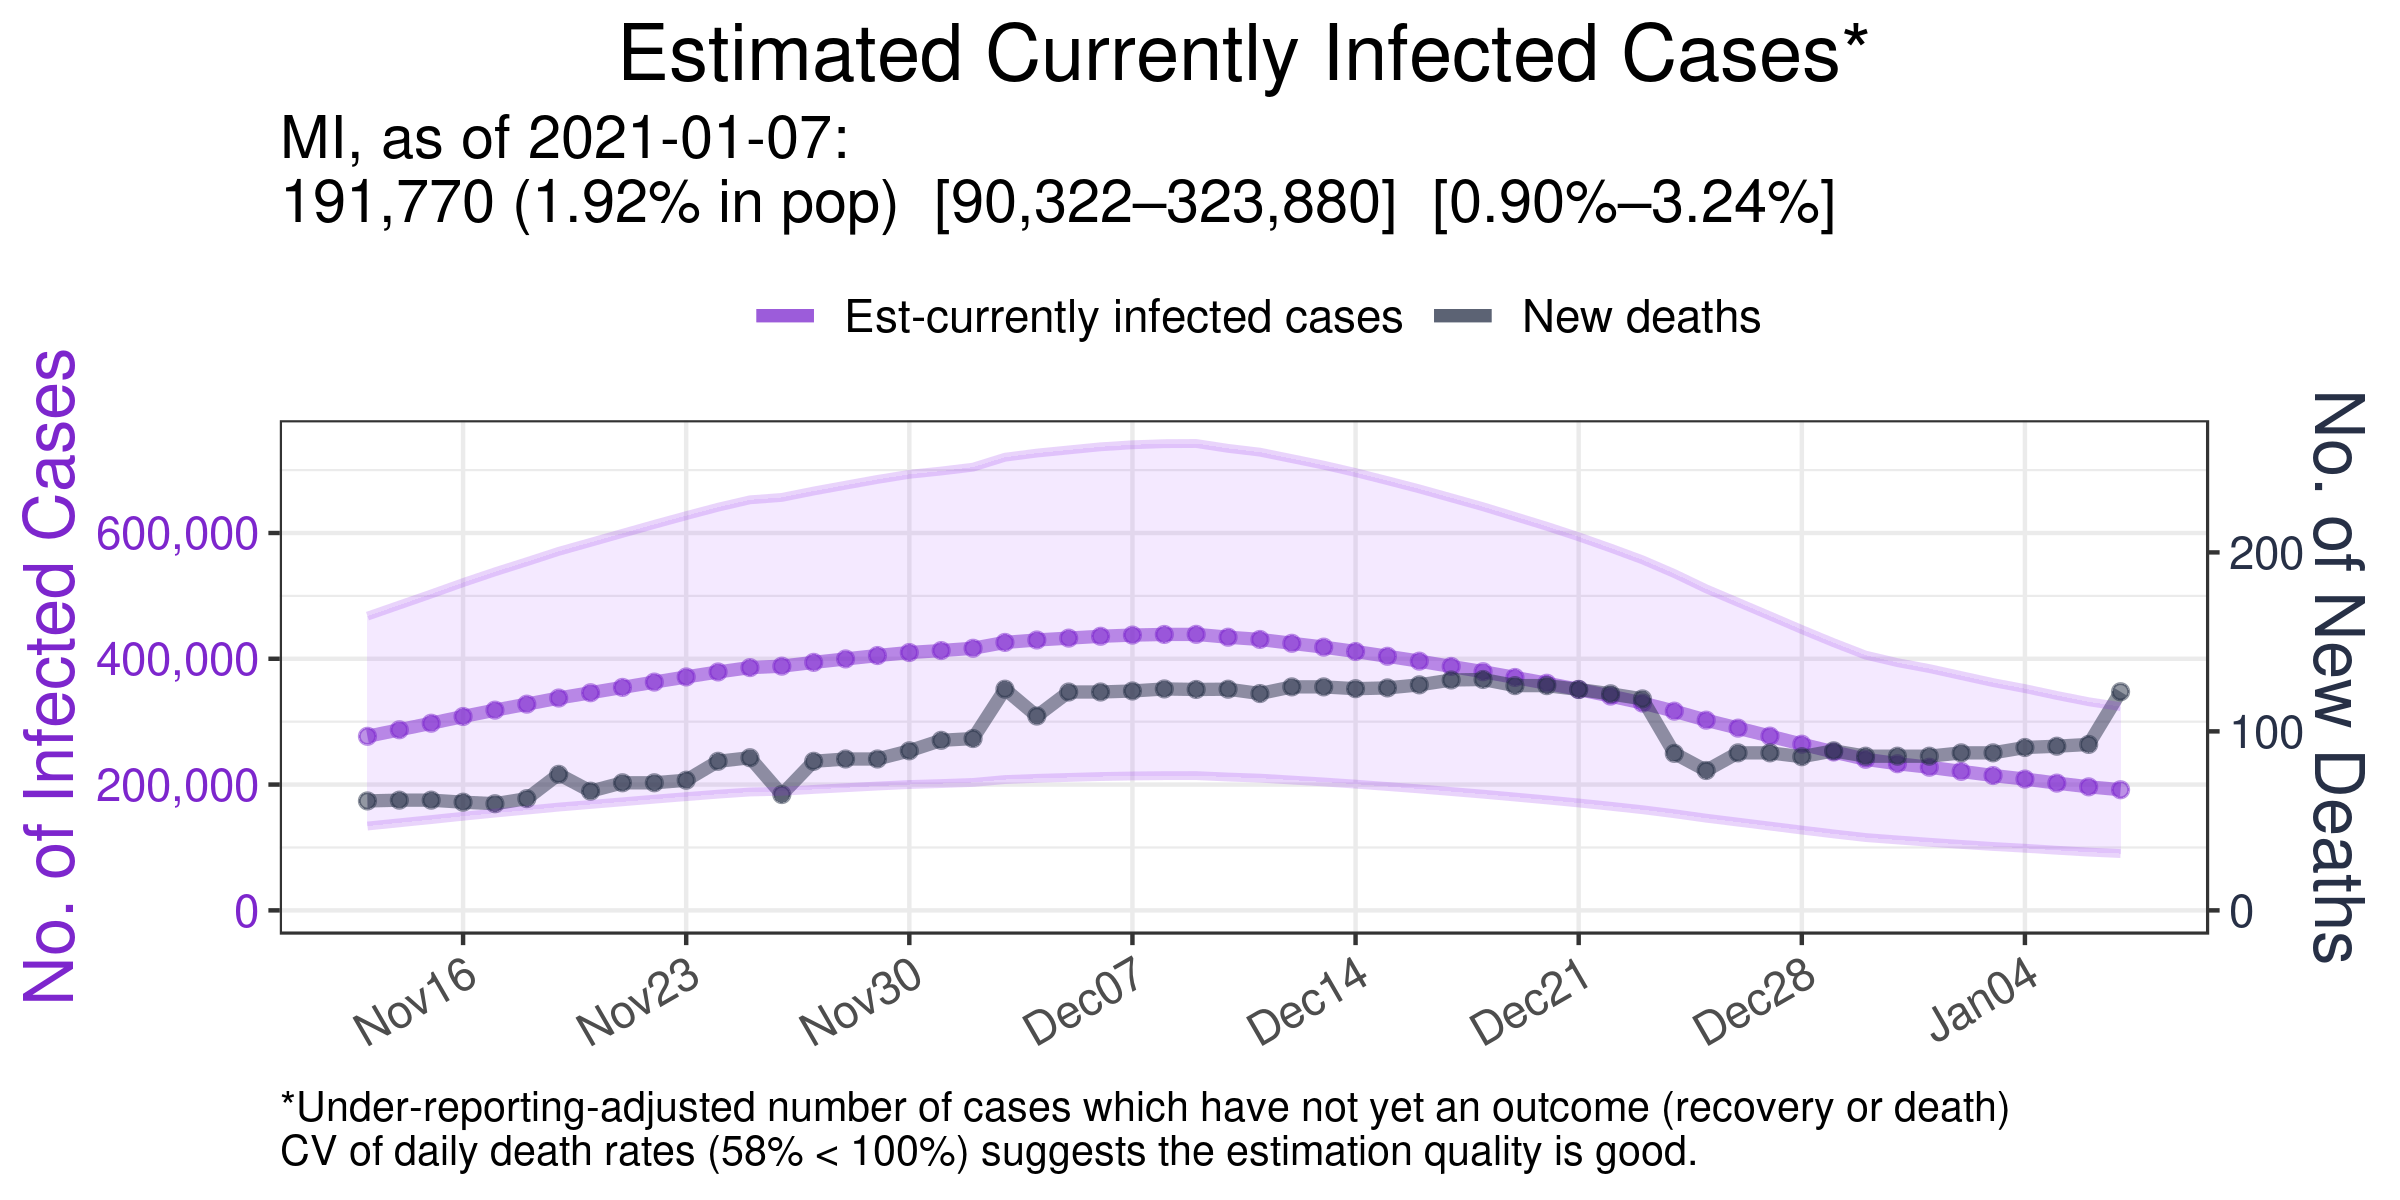 Estimated Currently Infected Cases*
MI, as of 2021-01-07:
191,770 (1.92% in pop)  [90,322–323,880]  [0.90%–3.24%]
Est-currently infected cases
New deaths
No. of Infected Cases
600,000
400,000
200,000
0
No. of New Deaths
200
100
0
Nov16
Nov23
Nov30
Dec07
Dec14
Dec21
Dec28
Jan04
*Under-reporting-adjusted number of cases which have not yet an outcome (recovery or death)
CV of daily death rates (58% < 100%) suggests the estimation quality is good.